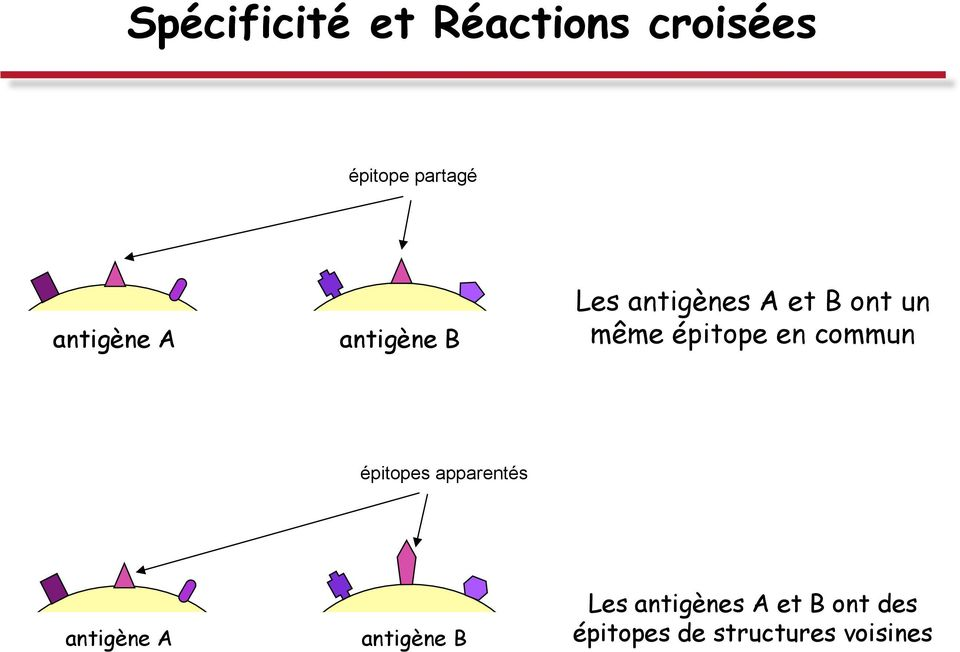 Spécificité et Réactions croisées
épitope partagé
antigène A
antigène B
Les antigènes A et B ont un
même épitope en commun
épitopes apparentés
antigène A
antigène B
Les antigènes A et B ont des
épitopes de structures voisines